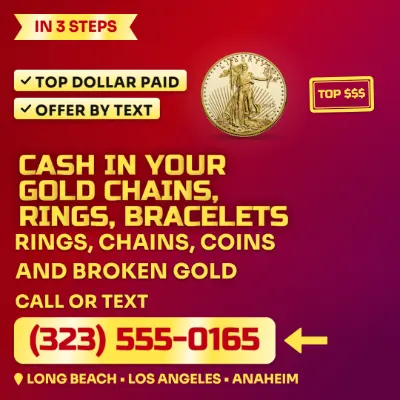 IN 3 STEPS
✓ TOP DOLLAR PAID
✓ OFFER BY TEXT
TOP $$$
CASH IN YOUR
GOLD CHAINS,
RINGS, BRACELETS
RINGS, CHAINS, COINS
AND BROKEN GOLD
CALL OR TEXT
(323) 555-0165
LONG BEACH • LOS ANGELES • ANAHEIM